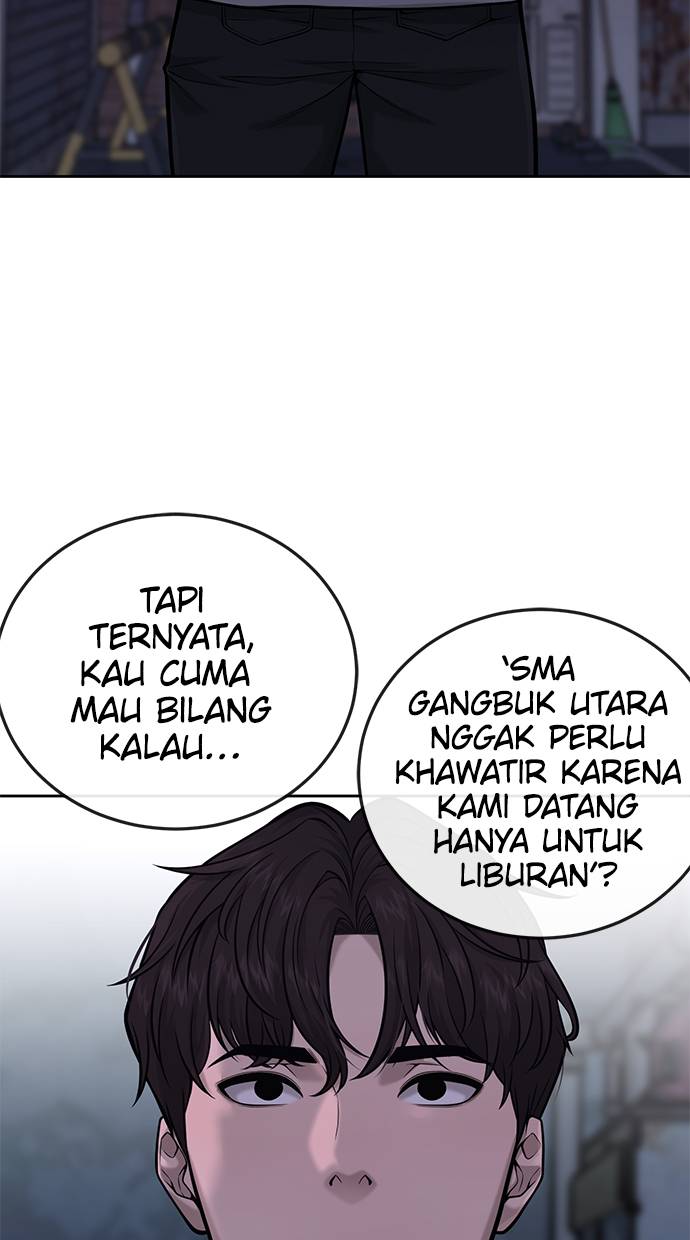 TAPI
TERNYATA,
KAU CUMA
MAU BILANG
KALAU...
'SMA
GANGBUK UTARA
NGGAK PERLU
KHAWATIR KARENA
KAMI DATANG
HANYA UNTUK
LIBURAN'?